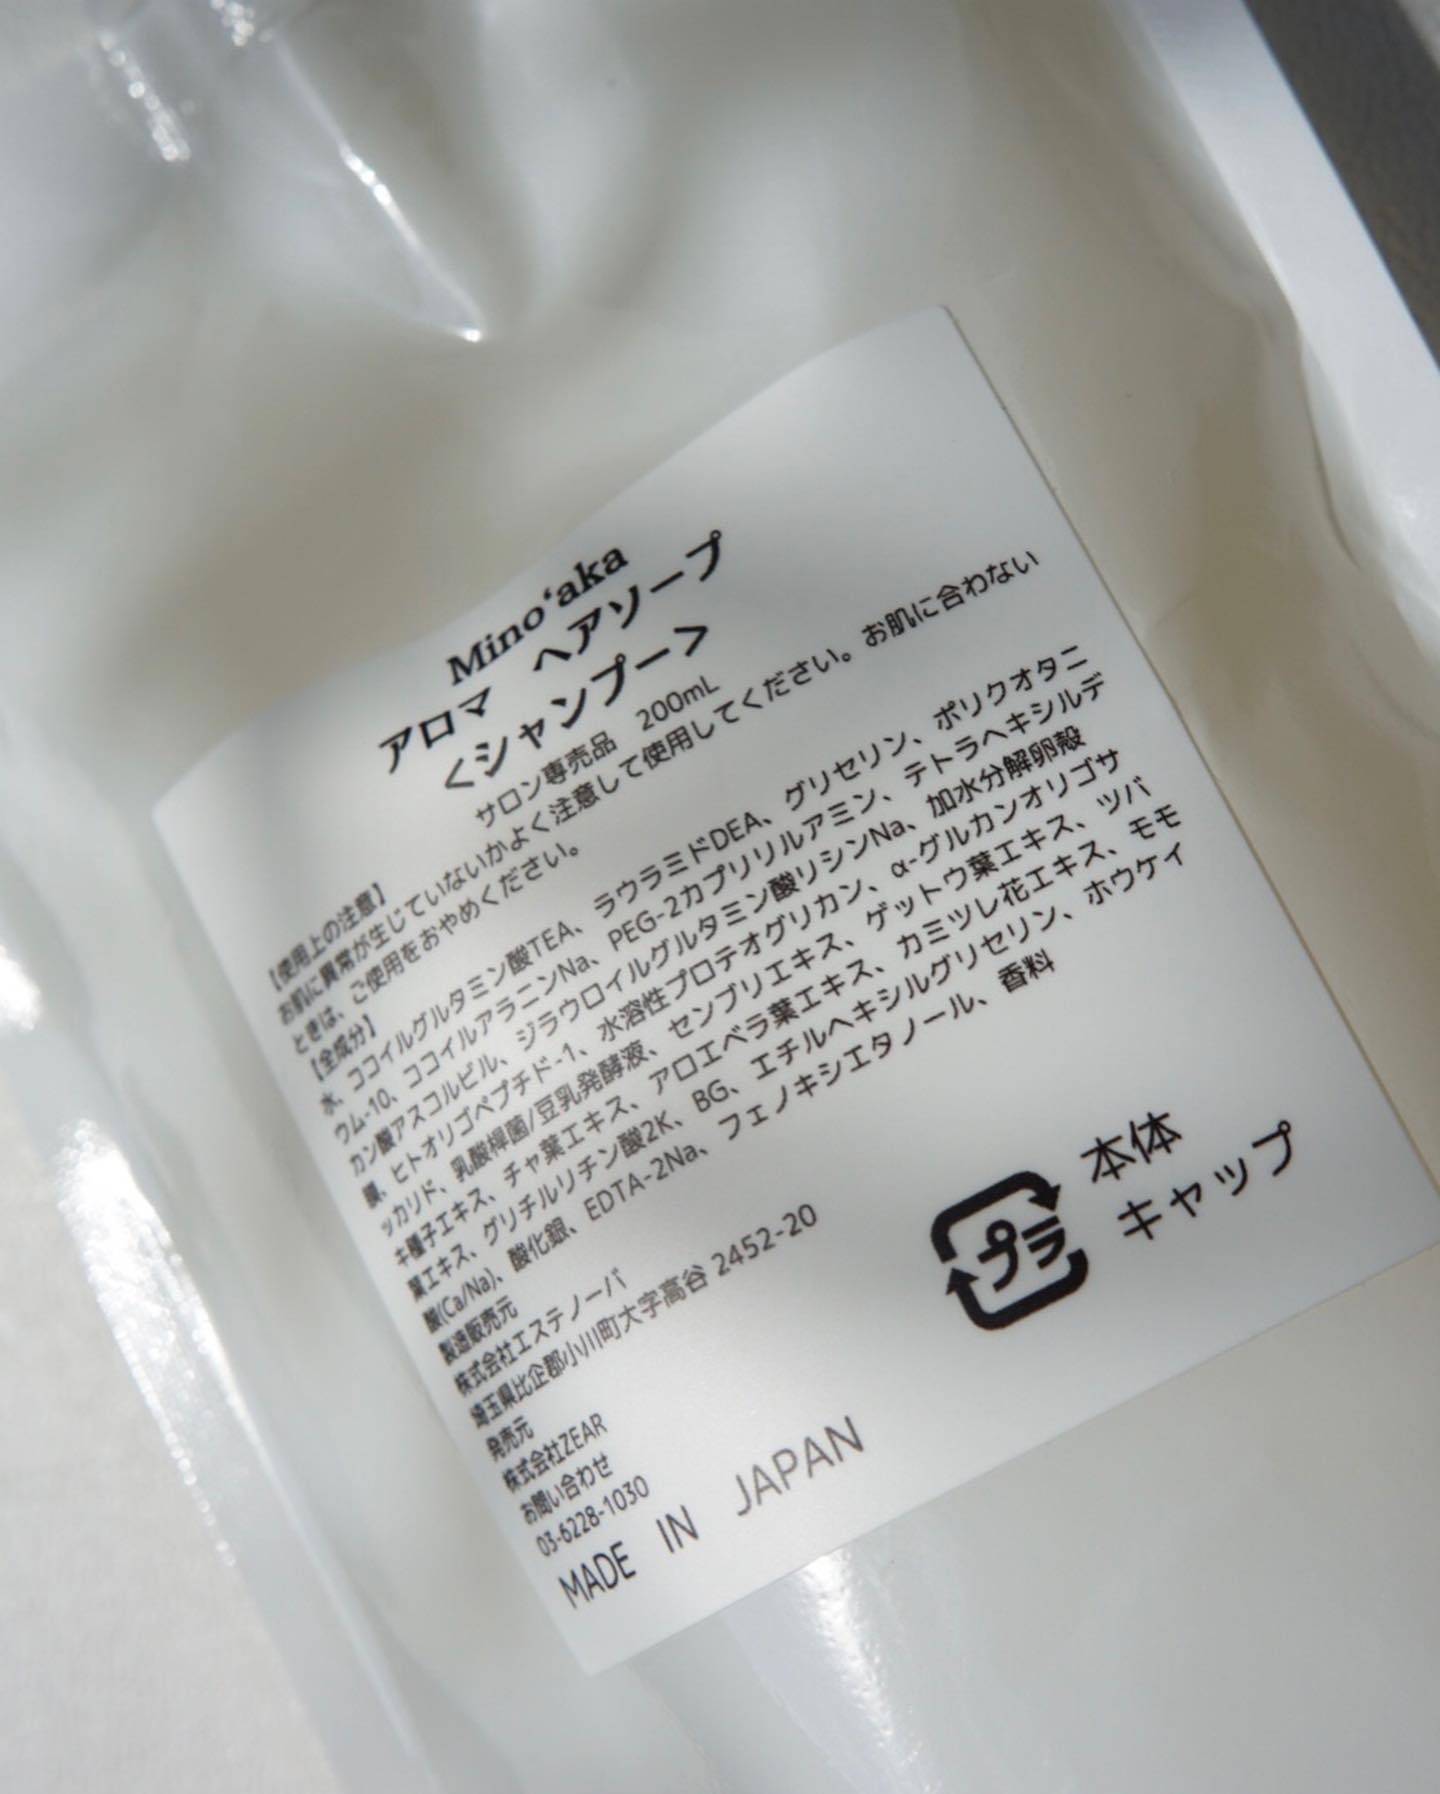 Mino‘aka
アロマ ヘアソープ
<シャンプー>
サロン専売品 200mL
【使用上の注意】
お肌に異常が生じていないかよく注意して使用してください。お肌に合わない
ときは、ご使用をおやめください。
【全成分】
水、ココイルグルタミン酸TEA、ラウラミドDEA、グリセリン、ポリクオタニ
ウム-10、ココイルアラニンNa、PEG-2カプリリルアミン、テトラヘキシルデ
カン酸アスコルビル、ジラウロイルグルタミン酸リシンNa、加水分解卵殻
膜、ヒトオリゴペプチド-1、水溶性プロテオグリカン、α-グルカンオリゴサ
ッカリド、乳酸桿菌/豆乳発酵液、センブリエキス、ゲットウ葉エキス、ツバ
キ種子エキス、チャ葉エキス、アロエベラ葉エキス、カミツレ花エキス、モモ
葉エキス、グリチルリチン酸2K、BG、エチルヘキシルグリセリン、ホウケイ
酸(Ca/Na)、酸化銀、EDTA-2Na、フェノキシエタノール、香料
製造販売元
株式会社エステノーバ
埼玉県比企郡小川町大字高谷 2452-20
発売元
株式会社ZEAR
お問い合わせ
03-6228-1030
MADE IN JAPAN
プラ
本体
キャップ